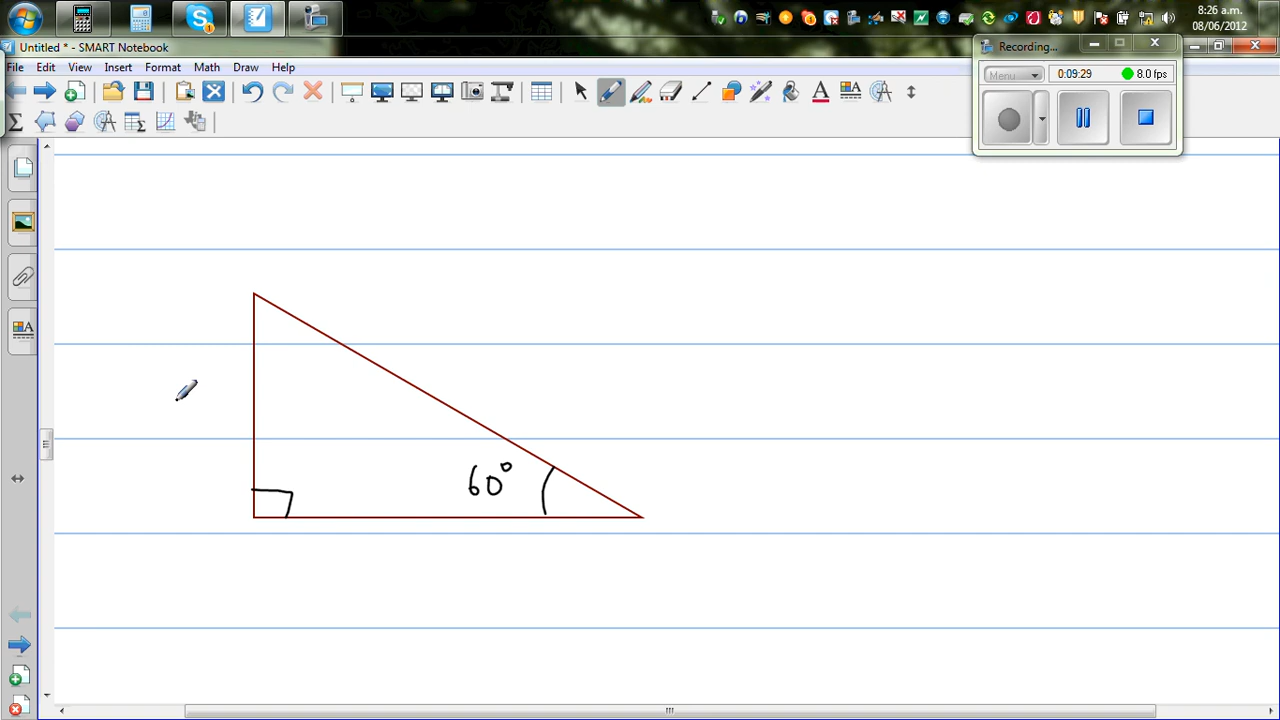 8:26 a.m.
08/06/2012
Untitled * - SMART Notebook
Recording...
File Edit View Insert Format Math Draw Help
Menu
0:09:29
8.0 fps
60°